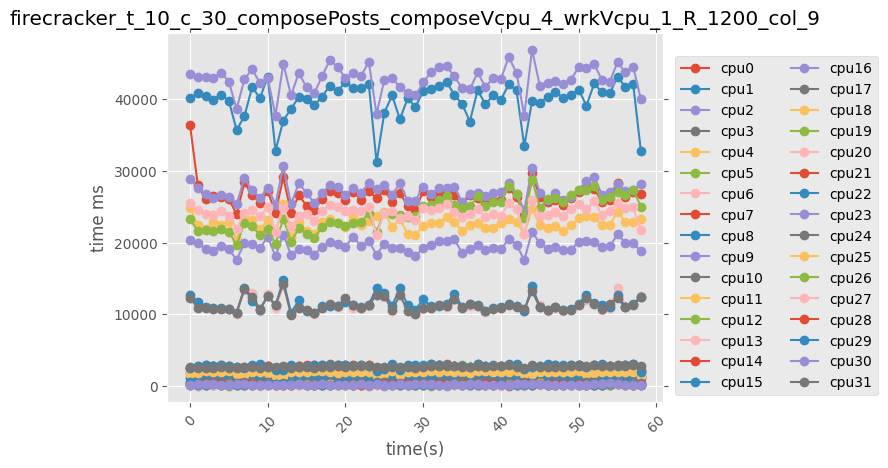 firecracker_t_10_c_30_composePosts_composeVcpu_4_wrkVcpu_1_R_1200_col_9
time ms
40000
30000
20000
10000
0
0
10
20
30
40
50
60
time(s)
cpu0
cpu1
cpu2
cpu3
cpu4
cpu5
cpu6
cpu7
cpu8
cpu9
cpu10
cpu11
cpu12
cpu13
cpu14
cpu15
cpu16
cpu17
cpu18
cpu19
cpu20
cpu21
cpu22
cpu23
cpu24
cpu25
cpu26
cpu27
cpu28
cpu29
cpu30
cpu31